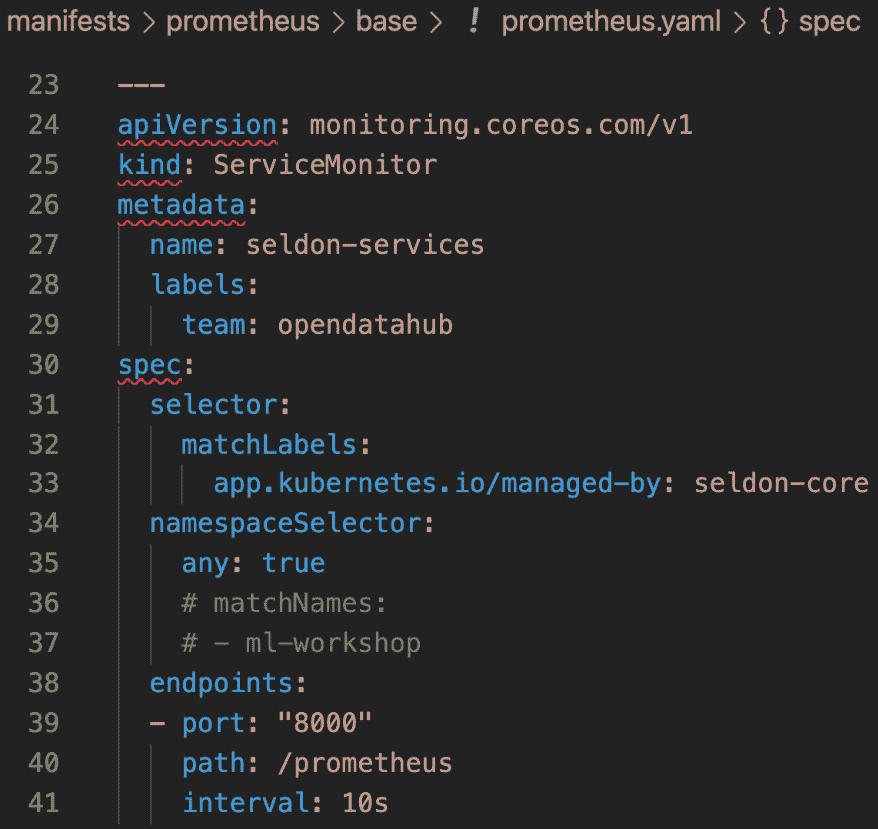 manifests > prometheus > base > ! prometheus.yaml > {} spec
23 ---
24 apiVersion: monitoring.coreos.com/v1
25 kind: ServiceMonitor
26 metadata:
27   name: seldon-services
28   labels:
29     team: opendatahub
30 spec:
31   selector:
32     matchLabels:
33       app.kubernetes.io/managed-by: seldon-core
34   namespaceSelector:
35     any: true
36     # matchNames:
37     # - ml-workshop
38   endpoints:
39   - port: "8000"
40     path: /prometheus
41     interval: 10s